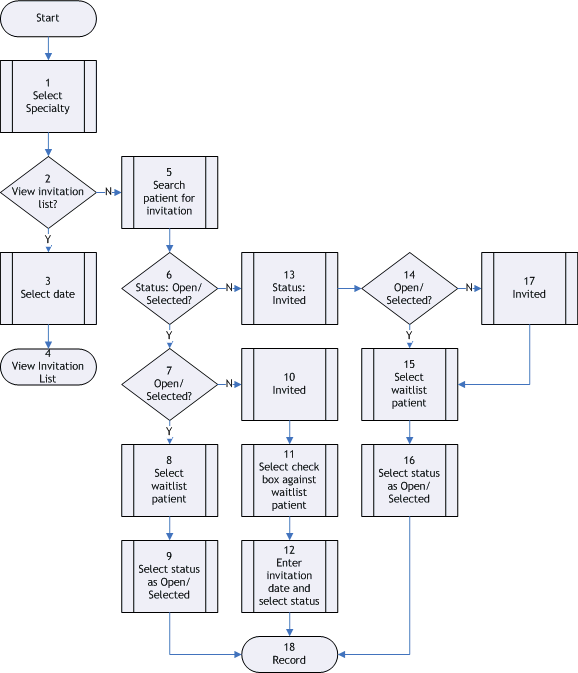 Start
1
Select
Specialty
2
View invitation
list?
N
5
Search
patient for
invitation
Y
3
Select date
6
Status: Open/
Selected?
N
13
Status:
Invited
14
Open/
Selected?
N
17
Invited
Y
Y
4
View Invitation
List
7
Open/
Selected?
N
10
Invited
15
Select
waitlist
patient
Y
8
Select
waitlist
patient
11
Select check
box against
waitlist
patient
16
Select status
as Open/
Selected
9
Select status
as Open/
Selected
12
Enter
invitation
date and
select status
18
Record